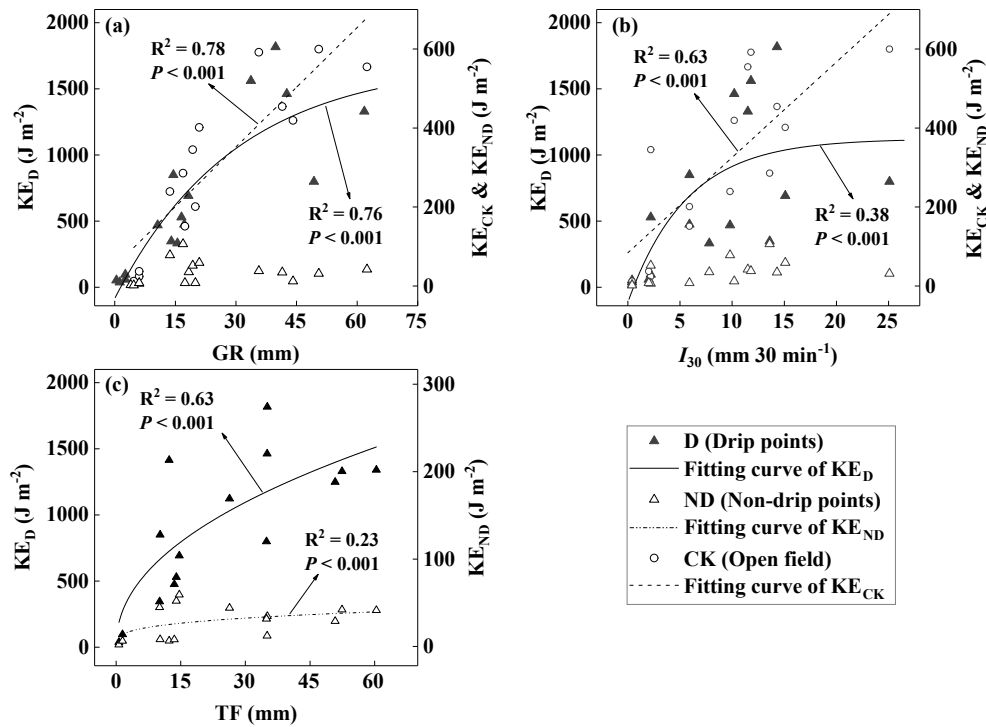 (a)
R² = 0.78
P < 0.001
R² = 0.76
P < 0.001
2000
1500
1000
500
0
KE_D (J m⁻²)
600
400
200
0
KE_CK & KE_ND (J m⁻²)
0 15 30 45 60 75
GR (mm)
(b)
R² = 0.63
P < 0.001
R² = 0.38
P < 0.001
2000
1500
1000
500
0
KE_D (J m⁻²)
600
400
200
0
KE_CK & KE_ND (J m⁻²)
0 5 10 15 20 25
I₃₀ (mm 30 min⁻¹)
(c)
R² = 0.63
P < 0.001
R² = 0.23
P < 0.001
2000
1500
1000
500
0
KE_D (J m⁻²)
300
200
100
0
KE_ND (J m⁻²)
0 15 30 45 60
TF (mm)
D (Drip points)
Fitting curve of KE_D
ND (Non-drip points)
Fitting curve of KE_ND
CK (Open field)
Fitting curve of KE_CK